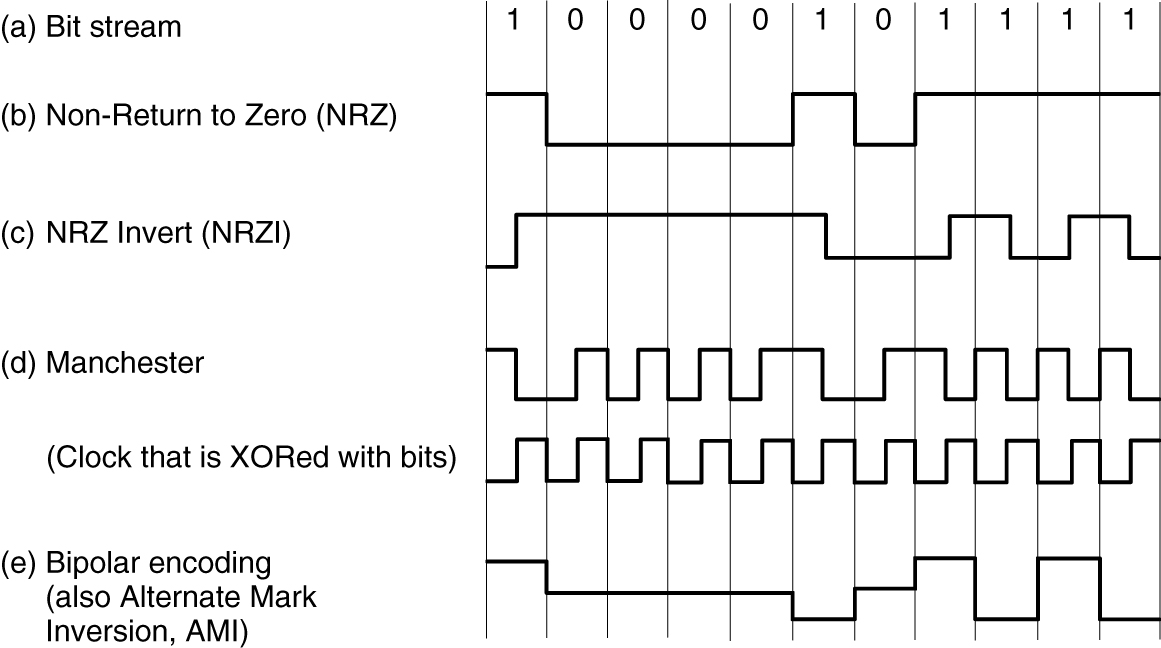 (a) Bit stream 1 0 0 0 0 1 0 1 1 1 1
(b) Non-Return to Zero (NRZ)
(c) NRZ Invert (NRZI)
(d) Manchester
(Clock that is XORed with bits)
(e) Bipolar encoding
(also Alternate Mark
Inversion, AMI)